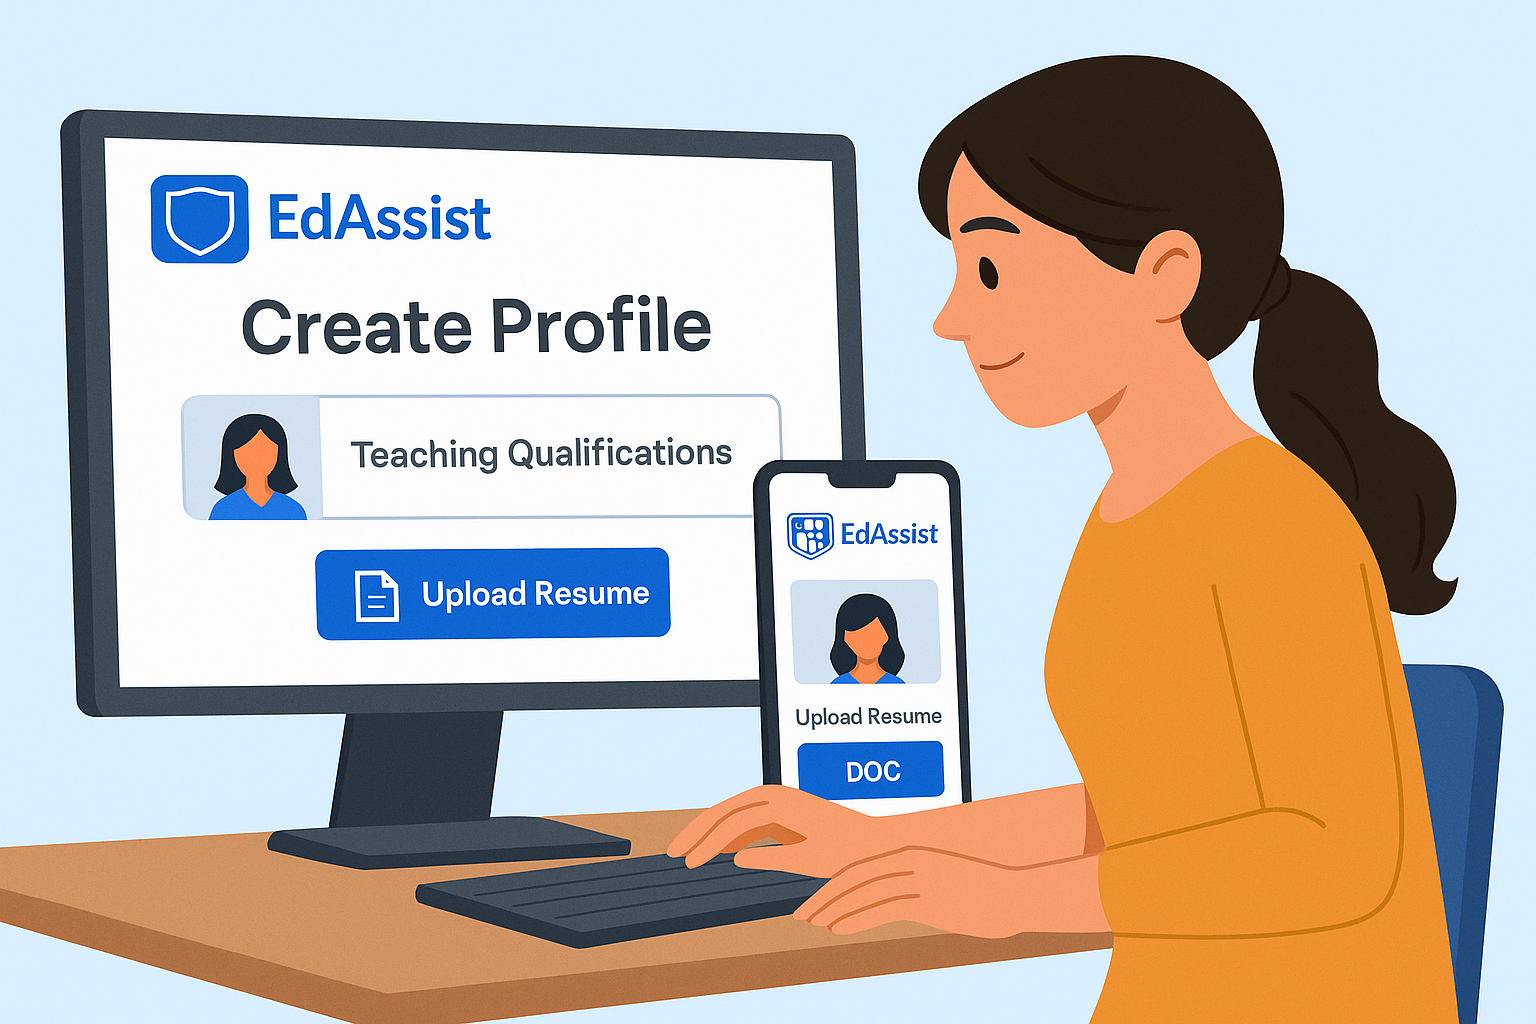 EdAssist
Create Profile
Teaching Qualifications
Upload Resume
EdAssist
Upload Resume
DOC